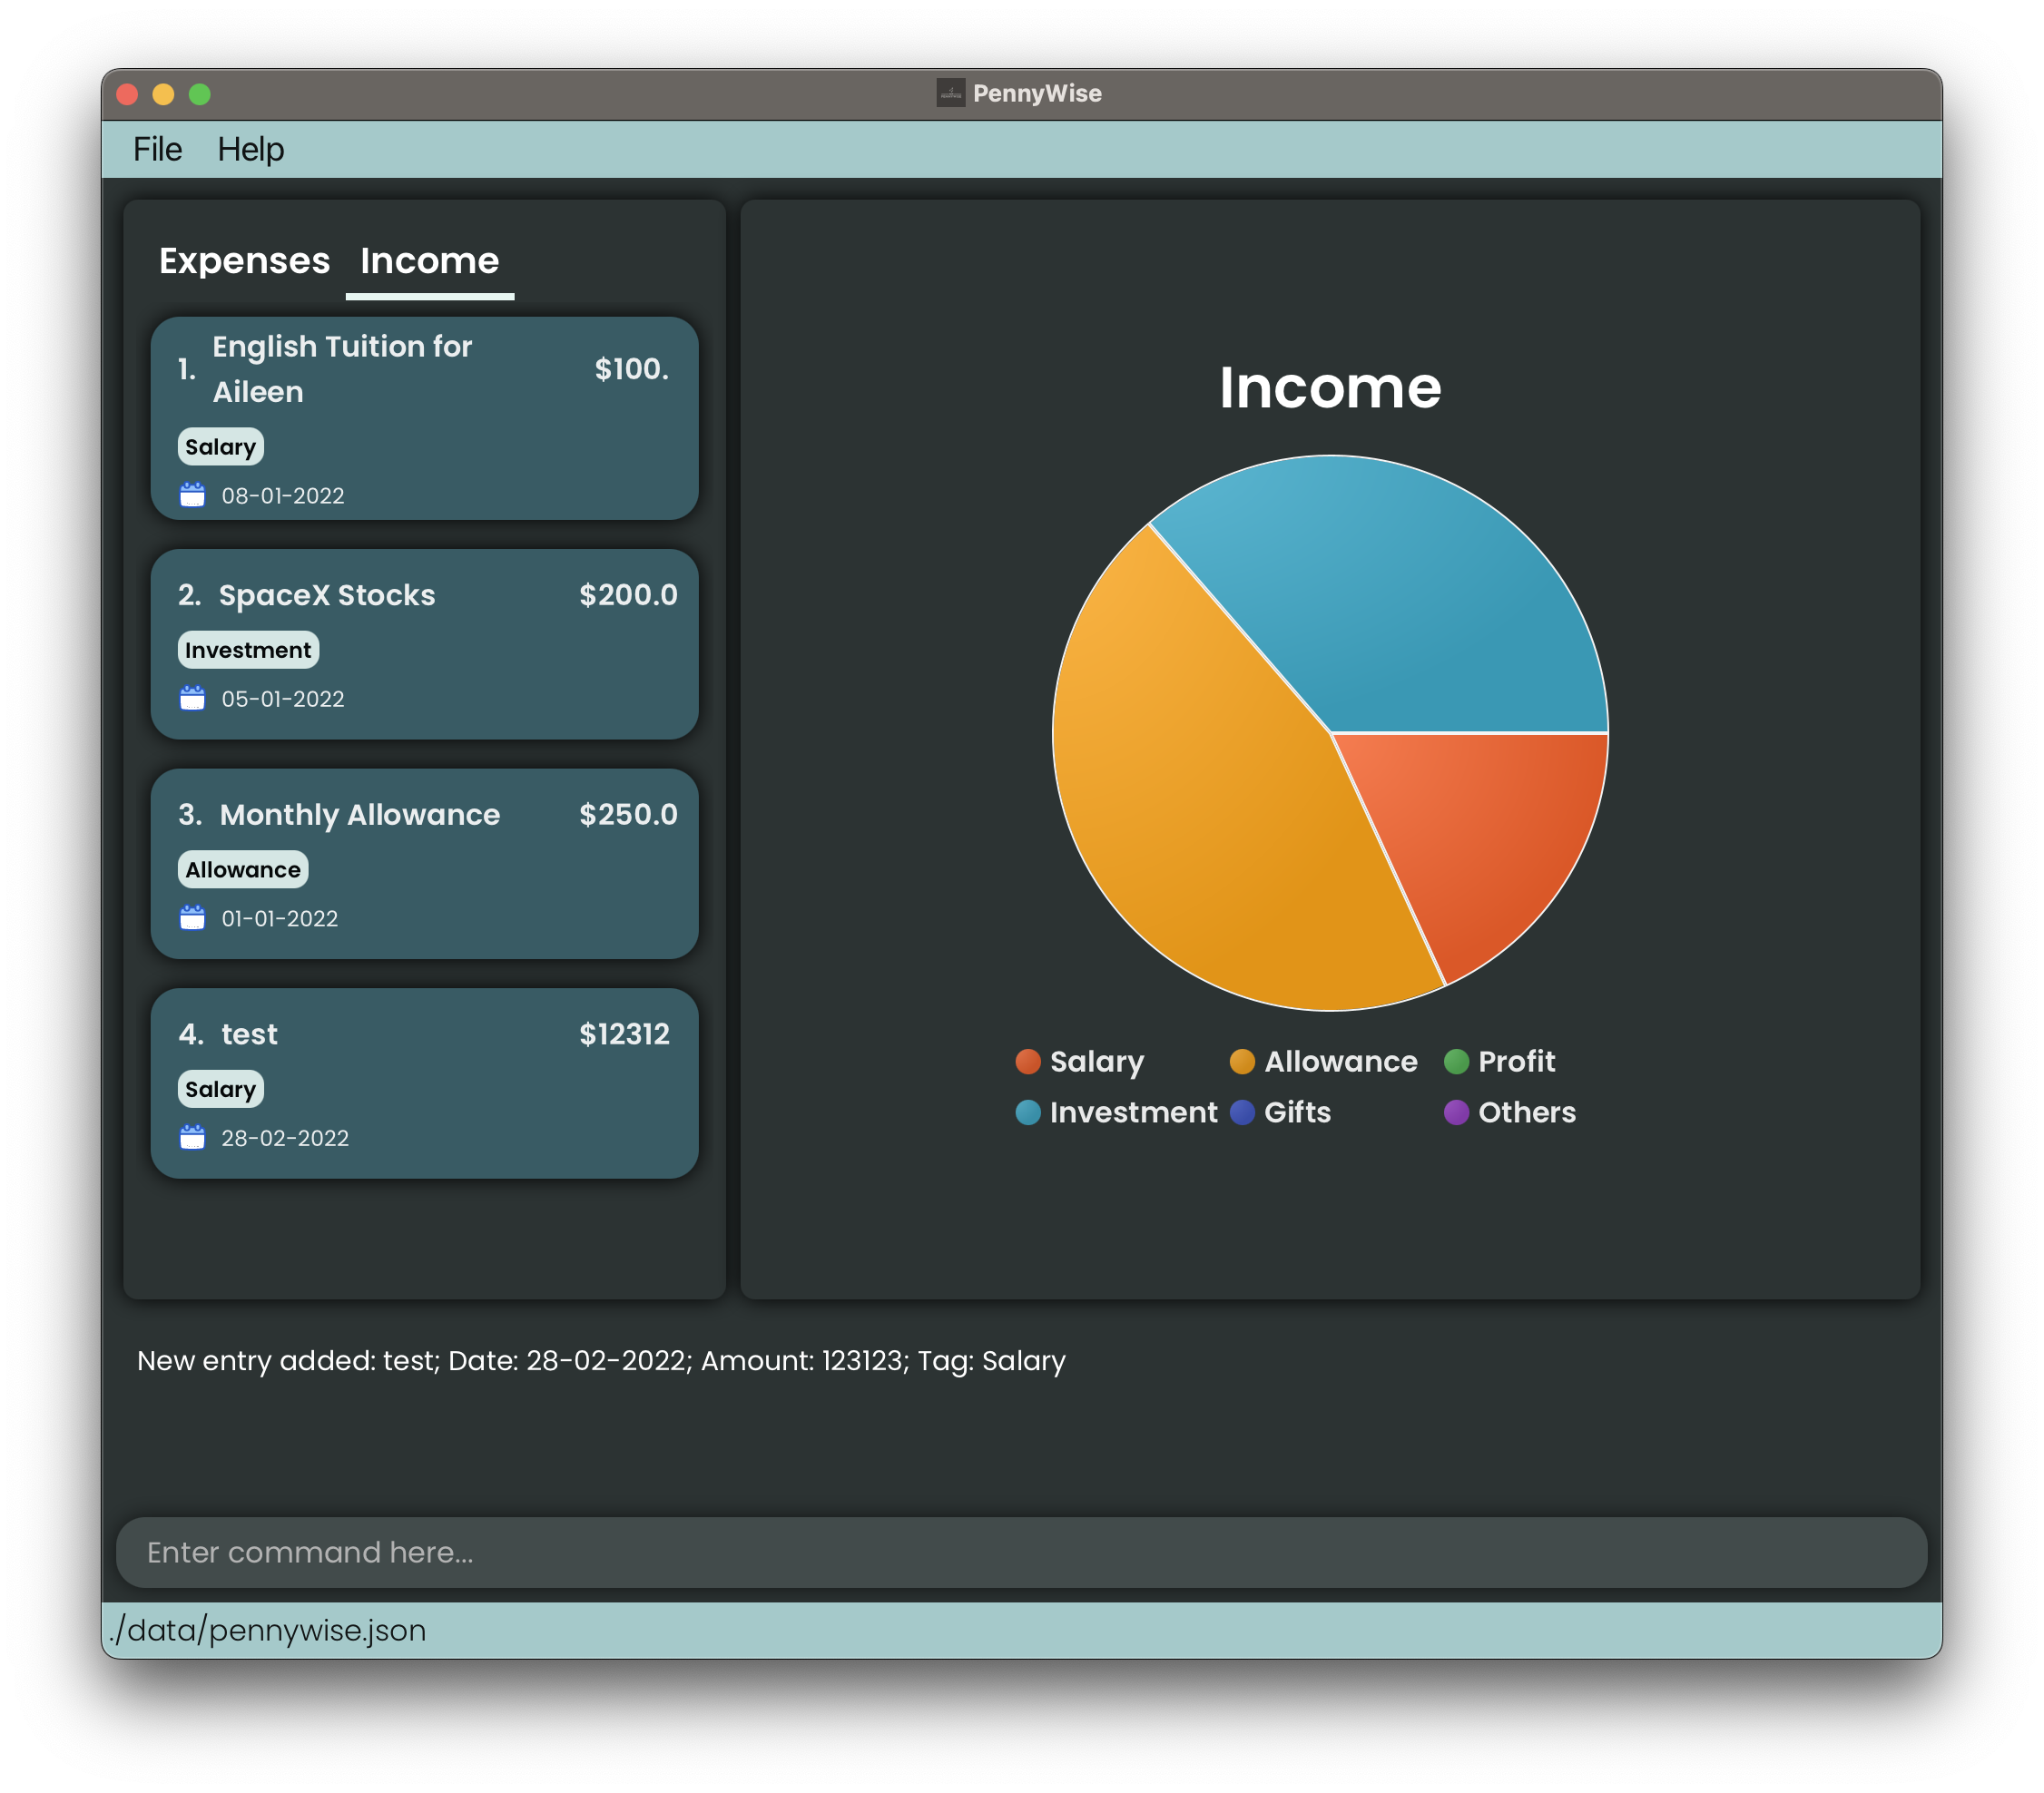 PennyWise
File Help
Expenses Income
1. English Tuition for
Aileen
$100.
Salary
08-01-2022
2. SpaceX Stocks $200.0
Investment
05-01-2022
3. Monthly Allowance $250.0
Allowance
01-01-2022
4. test $12312
Salary
28-02-2022
Income
Salary Allowance Profit
Investment Gifts Others
New entry added: test; Date: 28-02-2022; Amount: 123123; Tag: Salary
Enter command here...
./data/pennywise.json